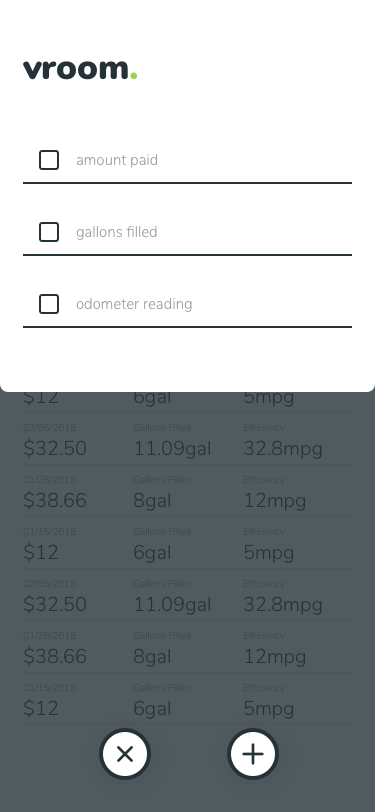 vroom.
amount paid
gallons filled
odometer reading
$12 6gal 5mpg
02/05/2018 Gallons Filled Efficiency
$32.50 11.09gal 32.8mpg
01/28/2018 Gallons Filled Efficiency
$38.66 8gal 12mpg
01/15/2018 Gallons Filled Efficiency
$12 6gal 5mpg
02/05/2018 Gallons Filled Efficiency
$32.50 11.09gal 32.8mpg
01/28/2018 Gallons Filled Efficiency
$38.66 8gal 12mpg
01/15/2018 Gallons Filled Efficiency
$12 6gal 5mpg